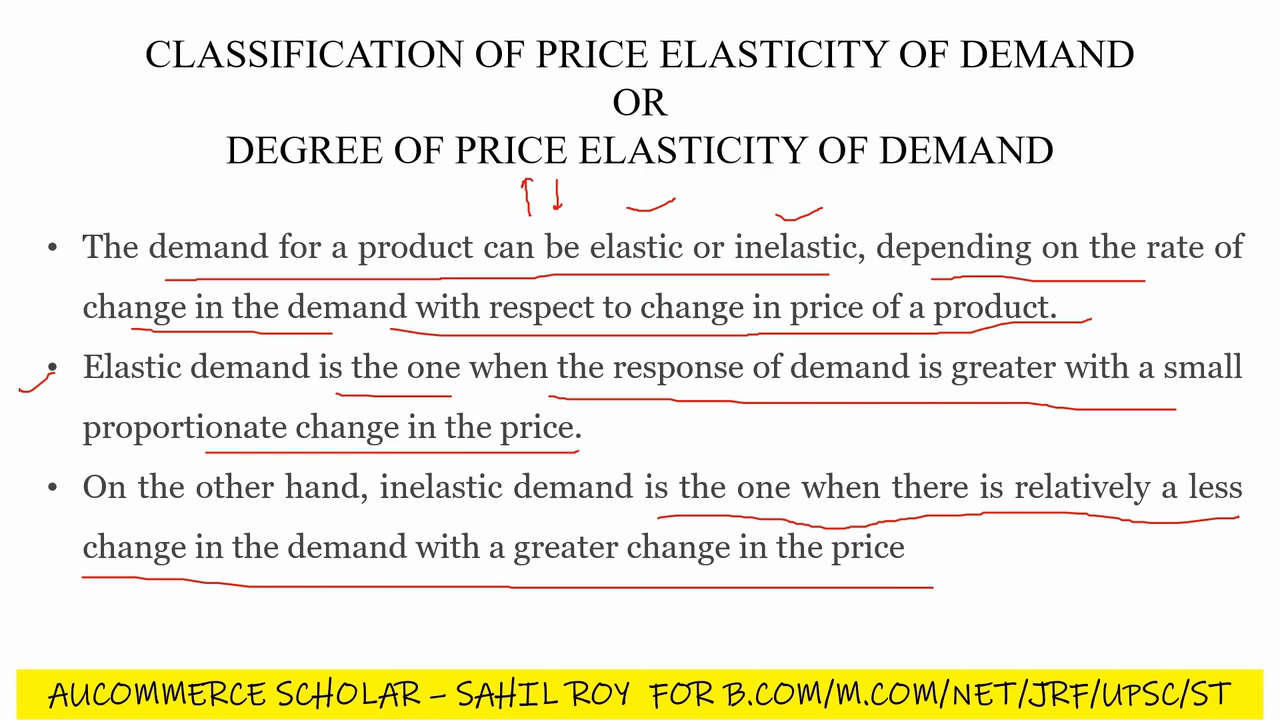 CLASSIFICATION OF PRICE ELASTICITY OF DEMAND
OR
DEGREE OF PRICE ELASTICITY OF DEMAND
• The demand for a product can be elastic or inelastic, depending on the rate of
change in the demand with respect to change in price of a product.
• Elastic demand is the one when the response of demand is greater with a small
proportionate change in the price.
• On the other hand, inelastic demand is the one when there is relatively a less
change in the demand with a greater change in the price
AUCOMMERCE SCHOLAR – SAHIL ROY FOR B.COM/M.COM/NET/JRF/UPSC/ST